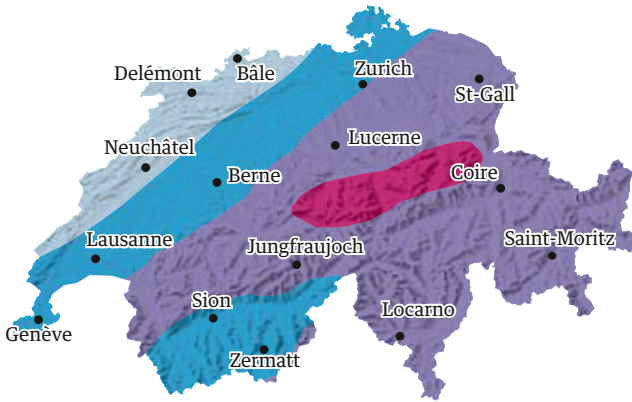 Bâle
Delémont
Zurich
St-Gall
Neuchâtel
Lucerne
Berne
Coire
Lausanne
Jungfraujoch
Saint-Moritz
Sion
Locarno
Genève
Zermatt